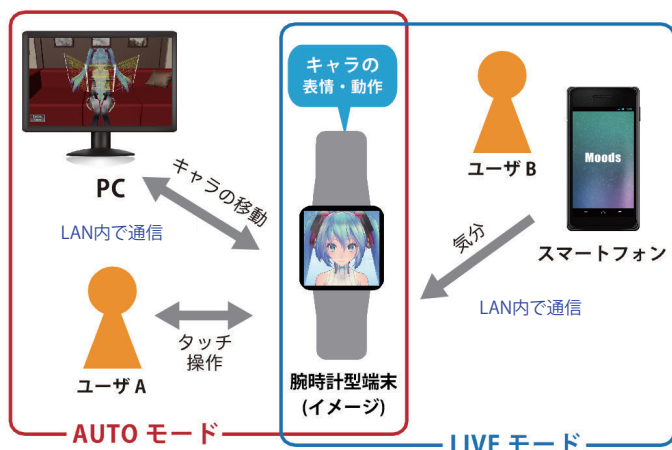 キャラの
表情・動作
Moods
ユーザ B
PC
キャラの移動
気分
スマートフォン
LAN内で通信
LAN内で通信
タッチ
操作
ユーザ A
腕時計型端末
(イメージ)
AUTO モード
LIVE モード